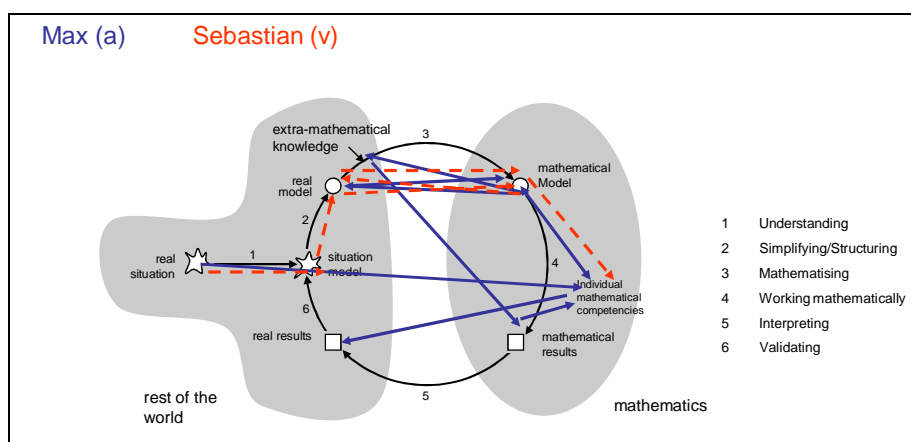 Max (a) Sebastian (v)
extra-mathematical
knowledge
3
mathematical
Model
real
model
2
1
real
situation
situation
model
4
Individual
mathematical
competencies
6
real results
mathematical
results
5
rest of the
world
mathematics
1 Understanding
2 Simplifying/Structuring
3 Mathematising
4 Working mathematically
5 Interpreting
6 Validating